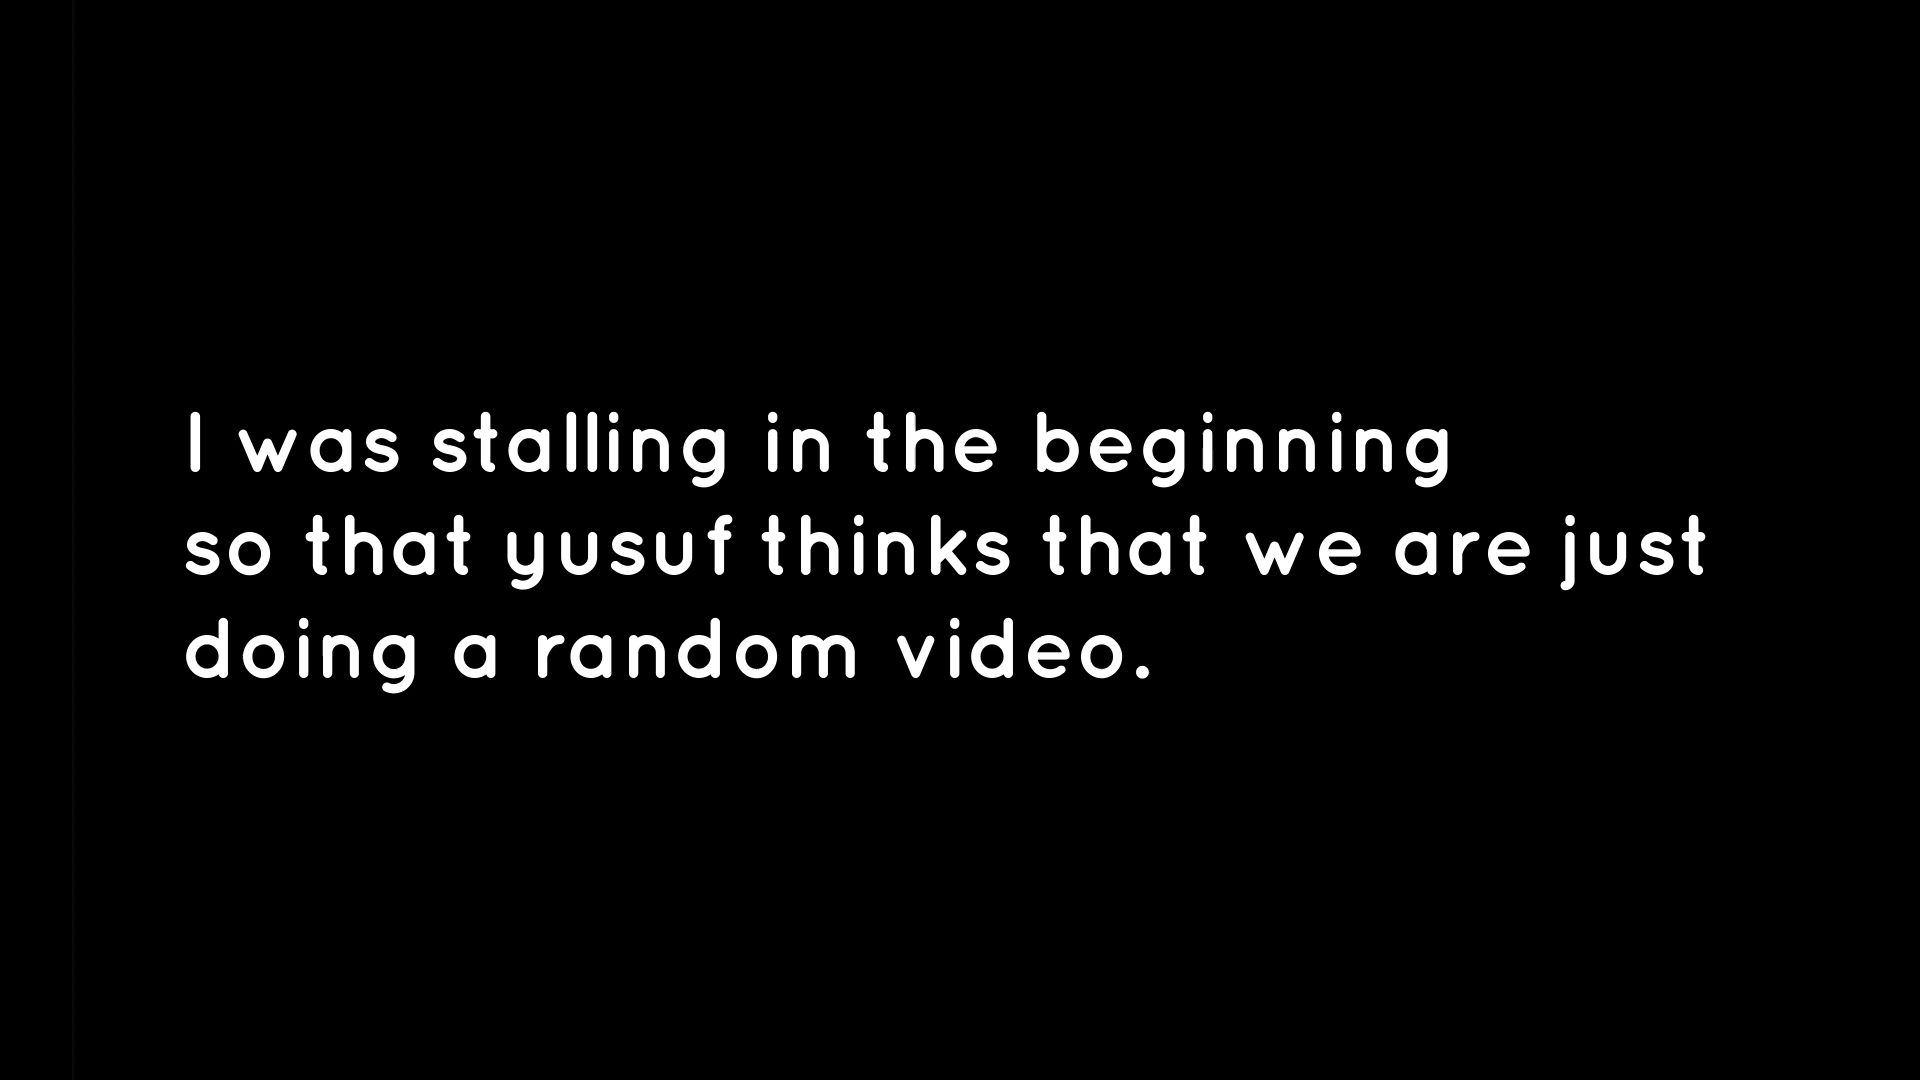 I was stalling in the beginning
so that yusuf thinks that we are just
doing a random video.